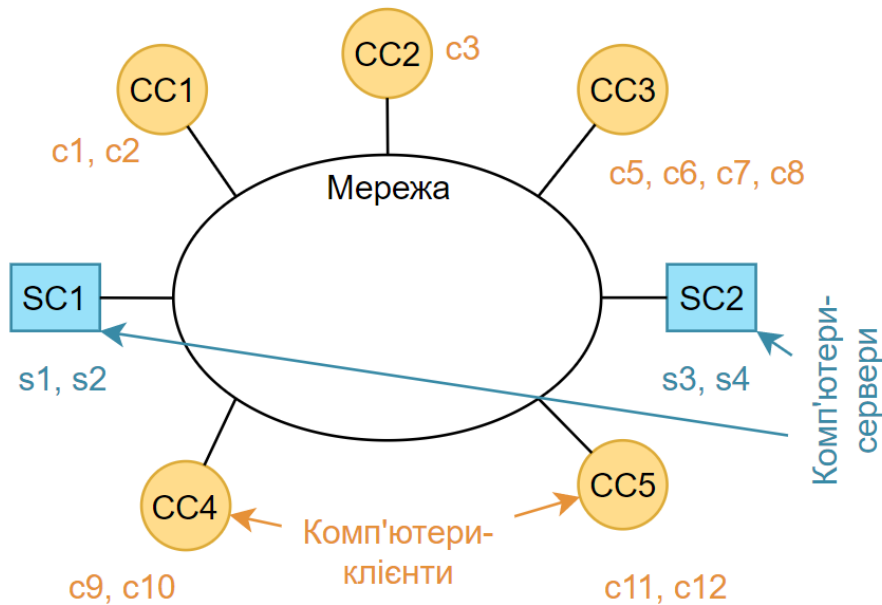 CC1
CC2
c3
CC3
c1, c2
c5, c6, c7, c8
Мережа
SC1
SC2
s1, s2
s3, s4
Комп'ютери-
сервери
CC4
CC5
Комп'ютери-
клієнти
c9, c10
c11, c12